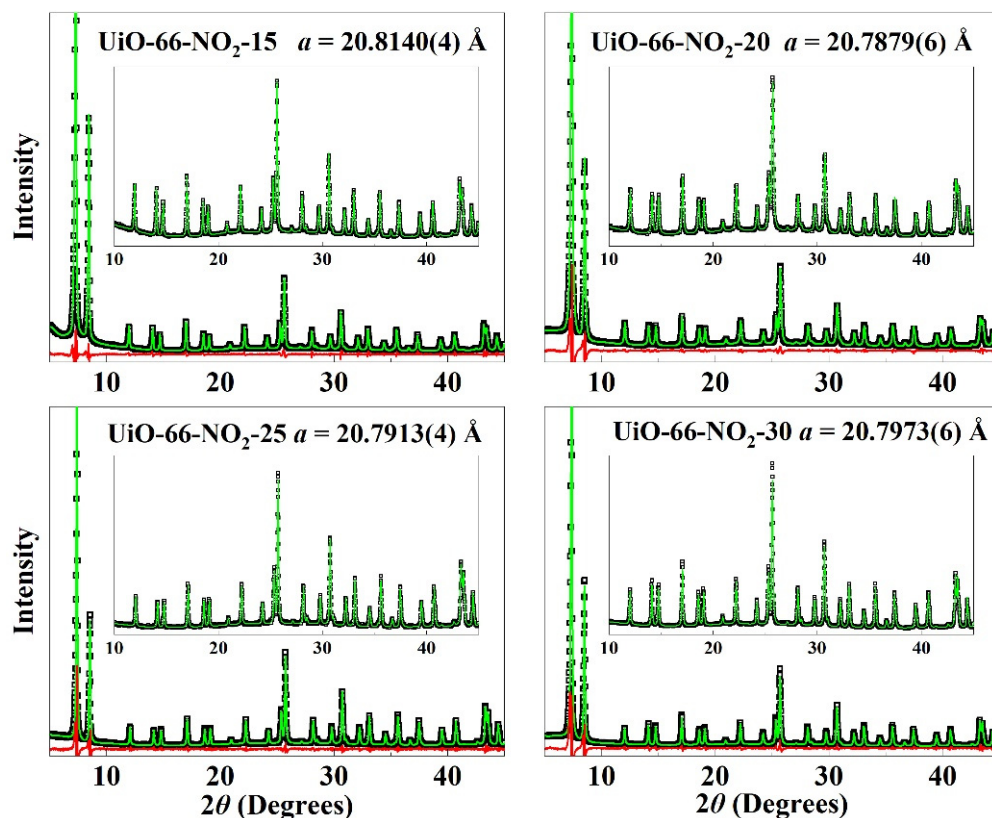 UiO-66-NO₂-15 a = 20.8140(4) Å
10 20 30 40
Intensity
10 20 30 40
UiO-66-NO₂-20 a = 20.7879(6) Å
10 20 30 40
10 20 30 40
UiO-66-NO₂-25 a = 20.7913(4) Å
10 20 30 40
Intensity
10 20 30 40
2θ (Degrees)
UiO-66-NO₂-30 a = 20.7973(6) Å
10 20 30 40
10 20 30 40
2θ (Degrees)